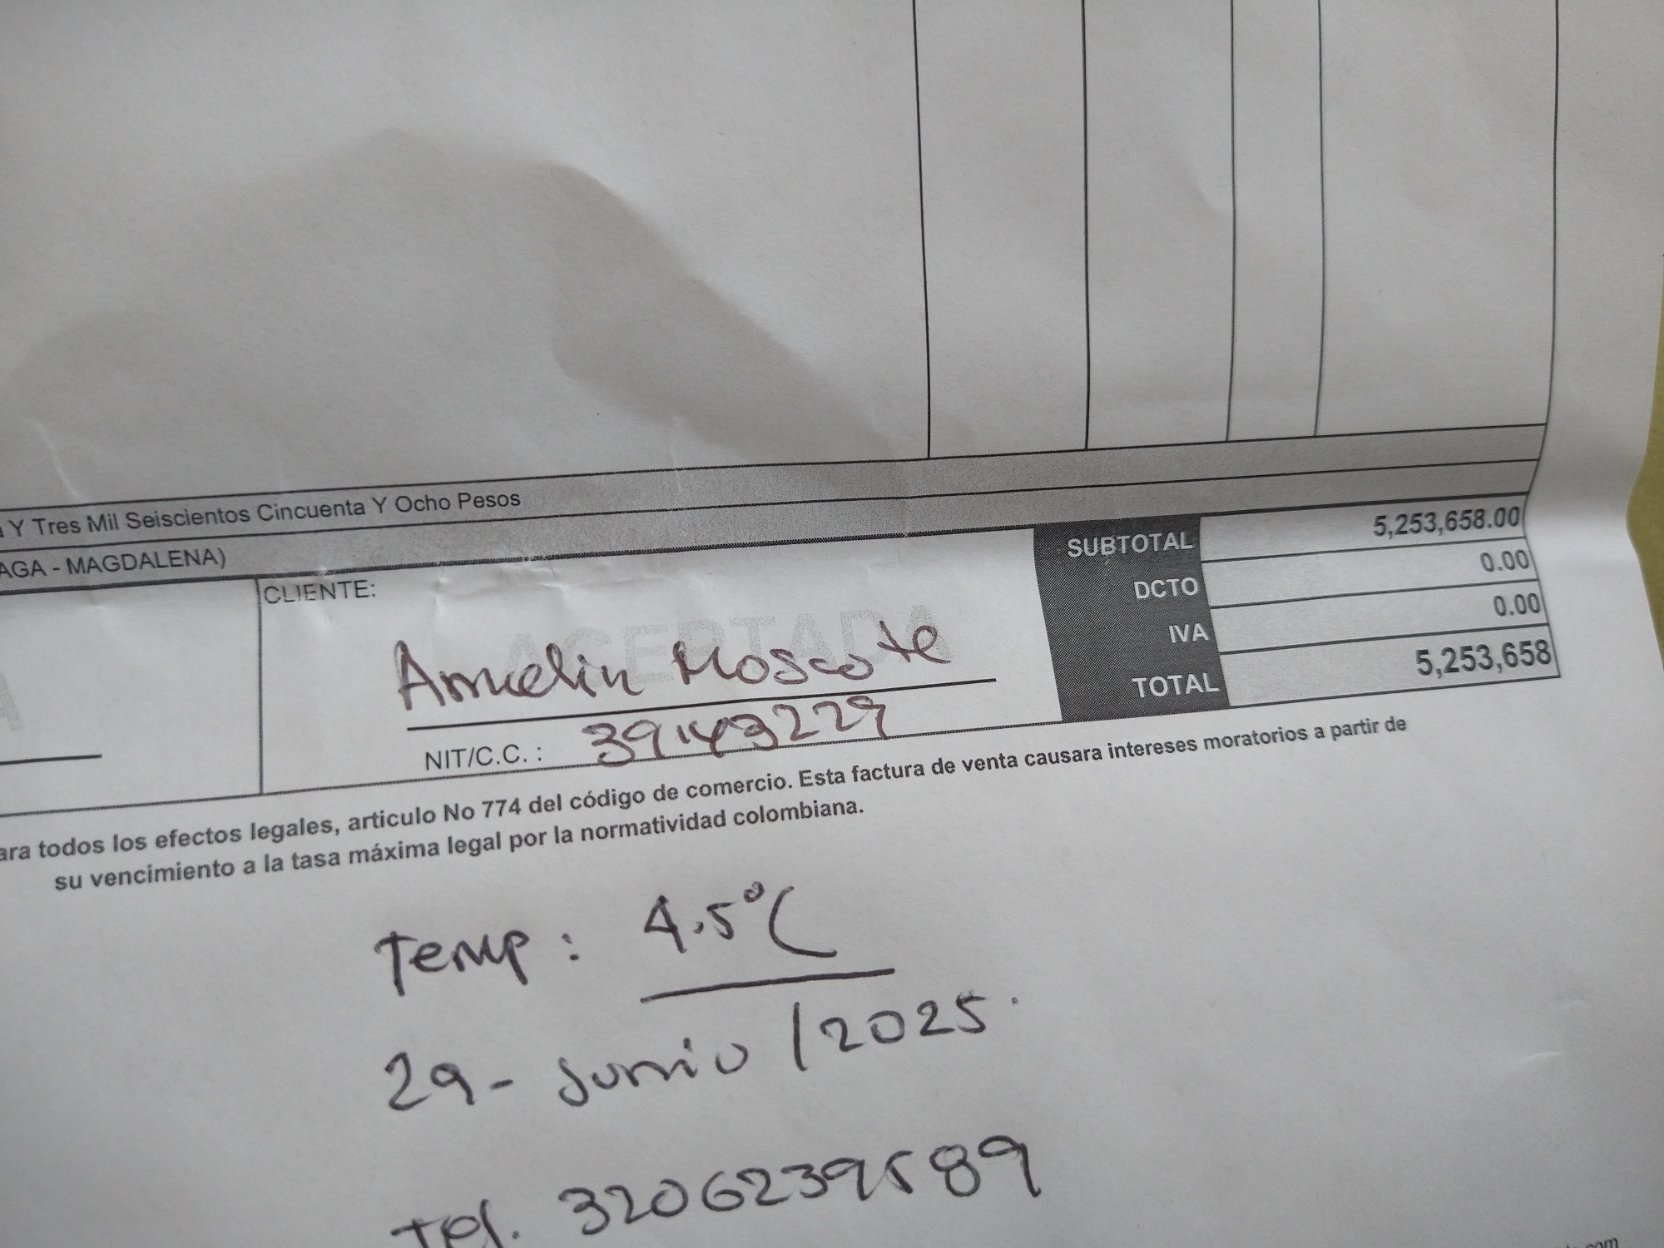 Y Tres Mil Seiscientos Cincuenta Y Ocho Pesos
AGA - MAGDALENA)
SUBTOTAL 5,253,658.00
DCTO 0.00
IVA 0.00
TOTAL 5,253,658
CLIENTE:
ACEPTADA
Amelin Moscote
NIT/C.C. : 39143229
ara todos los efectos legales, articulo No 774 del código de comercio. Esta factura de venta causara intereses moratorios a partir de
su vencimiento a la tasa máxima legal por la normatividad colombiana.
Temp: 4.5°C
29- Junio /2025.
Tel. 3206239589